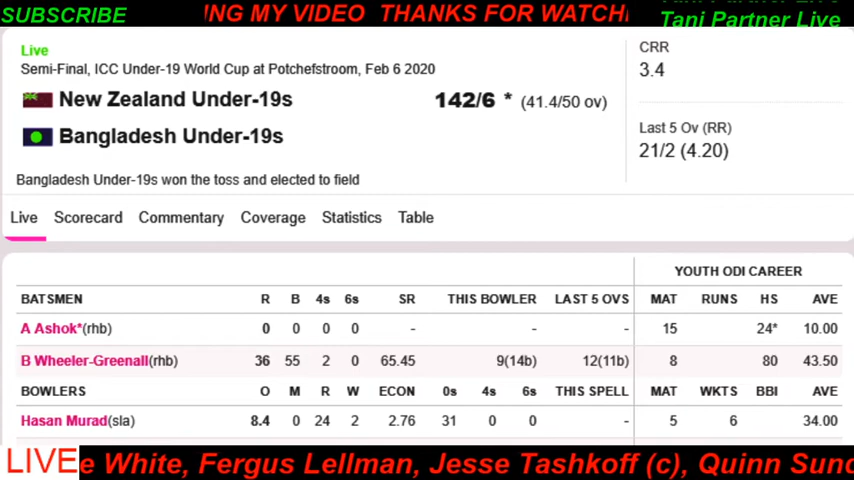 SUBSCRIBE
ING MY VIDEO THANKS FOR WATCHI
Tani Partner Live
Live
Semi-Final, ICC Under-19 World Cup at Potchefstroom, Feb 6 2020
New Zealand Under-19s 142/6 * (41.4/50 ov)
Bangladesh Under-19s
Bangladesh Under-19s won the toss and elected to field
CRR
3.4
Last 5 Ov (RR)
21/2 (4.20)
Live Scorecard Commentary Coverage Statistics Table
YOUTH ODI CAREER
BATSMEN R B 4s 6s SR THIS BOWLER LAST 5 OVS MAT RUNS HS AVE
A Ashok*(rhb) 0 0 0 0 - - - 15 24* 10.00
B Wheeler-Greenall(rhb) 36 55 2 0 65.45 9(14b) 12(11b) 8 80 43.50
BOWLERS O M R W ECON 0s 4s 6s THIS SPELL MAT WKTS BBI AVE
Hasan Murad(sla) 8.4 0 24 2 2.76 31 0 0 - 5 6 34.00
LIVE e White, Fergus Lellman, Jesse Tashkoff (c), Quinn Sund